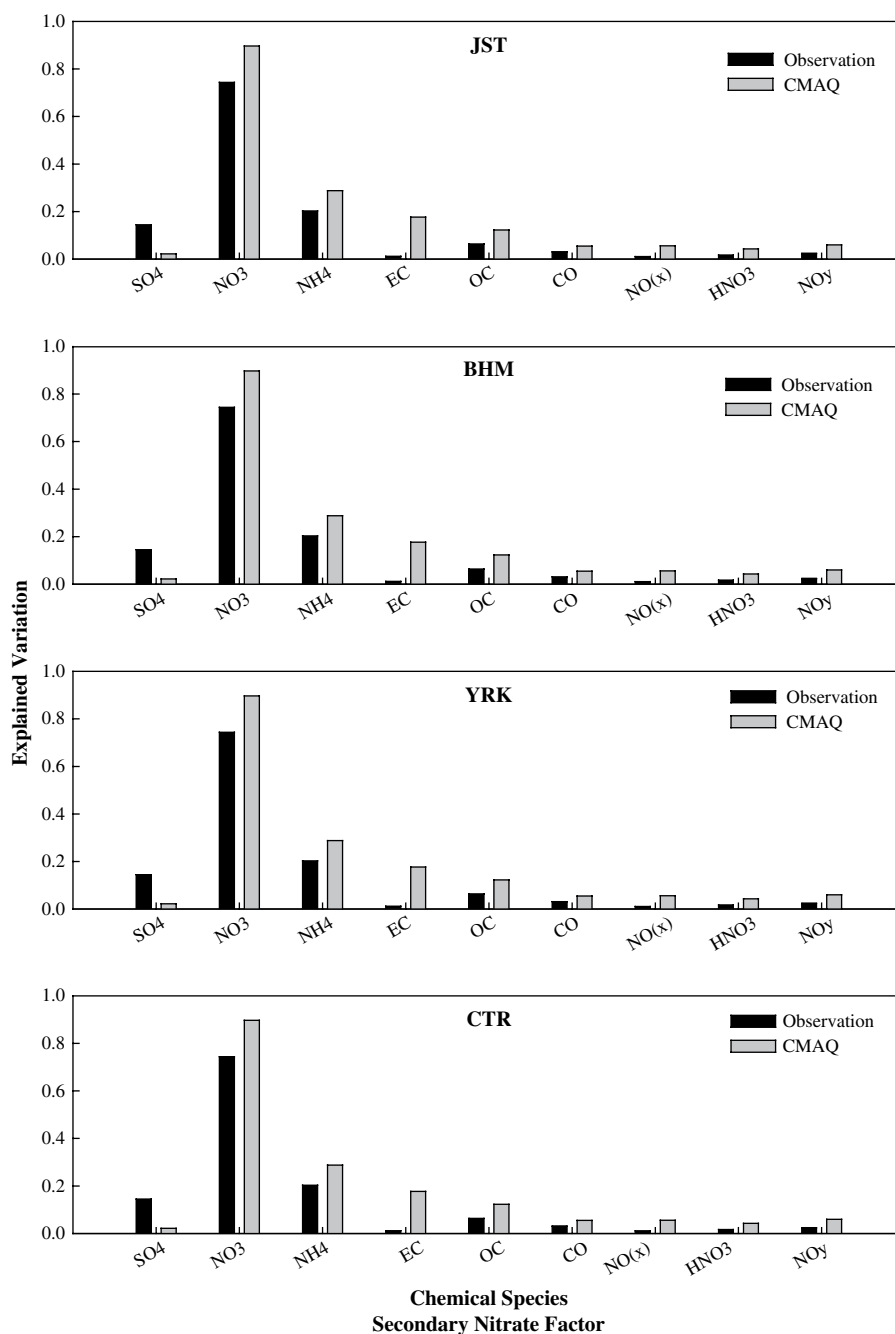 Explained Variation
1.0
0.8
0.6
0.4
0.2
0.0
JST
Observation
CMAQ
SO4 NO3 NH4 EC OC CO NO(x) HNO3 NOy
1.0
0.8
0.6
0.4
0.2
0.0
BHM
Observation
CMAQ
SO4 NO3 NH4 EC OC CO NO(x) HNO3 NOy
1.0
0.8
0.6
0.4
0.2
0.0
YRK
Observation
CMAQ
SO4 NO3 NH4 EC OC CO NO(x) HNO3 NOy
1.0
0.8
0.6
0.4
0.2
0.0
CTR
Observation
CMAQ
SO4 NO3 NH4 EC OC CO NO(x) HNO3 NOy
Chemical Species
Secondary Nitrate Factor